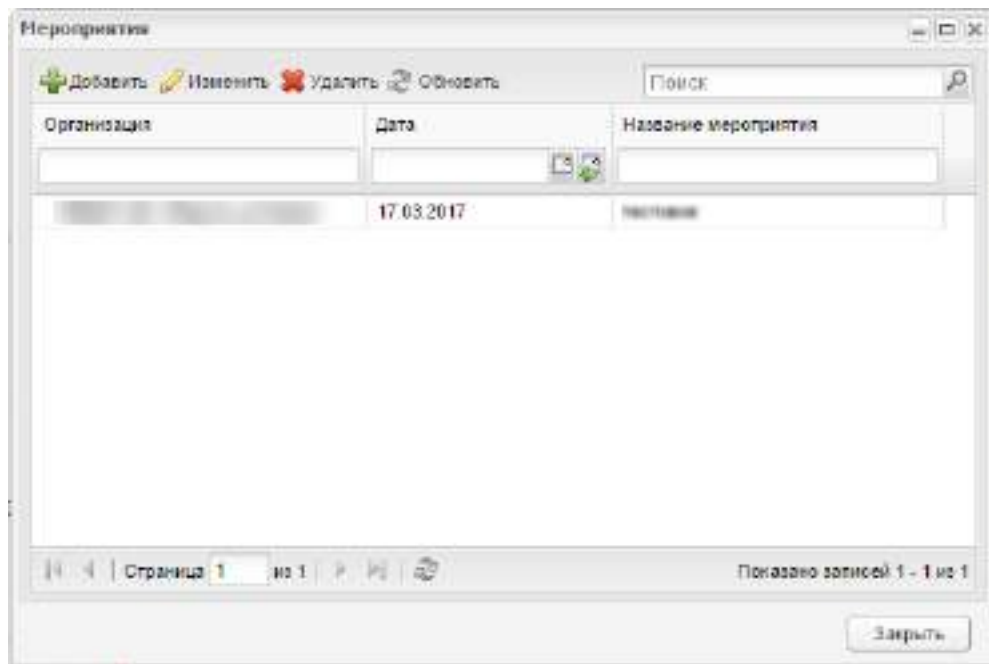 Мероприятия
Добавить Изменить Удалить Обновить Поиск
Организация Дата Название мероприятия
17.03.2017
Страница 1 из 1 Показано записей 1 - 1 из 1
Закрыть